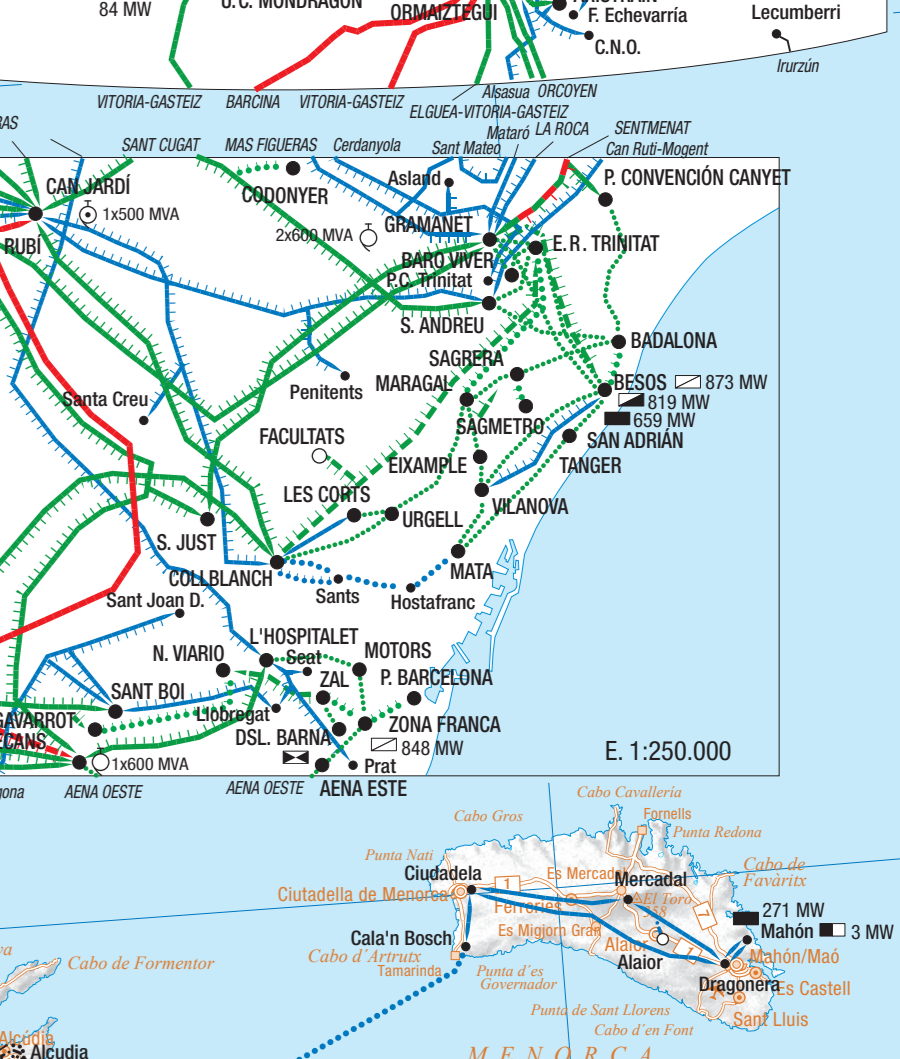 84 MW
U.C. MONDRAGÓN
ORMAIZTEGUI
F. Echevarría
C.N.O.
Lecumberri
Irurzún
VITORIA-GASTEIZ
BARCINA
VITORIA-GASTEIZ
Alsasua
ORCOYEN
ELGUEA-VITORIA-GASTEIZ
SANT CUGAT
MAS FIGUERAS
Cerdanyola
Sant Mateo
Mataró
LA ROCA
SENTMENAT
Can Ruti-Mogent
CAN JARDÍ
1x500 MVA
RUBÍ
CODONYER
Asland
P. CONVENCIÓN CANYET
2x600 MVA
GRAMANET
E.R. TRINITAT
BARO VIVER
P.C. Trinitat
S. ANDREU
BADALONA
SAGRERA
MARAGAL
Penitents
BESOS
873 MW
819 MW
659 MW
Santa Creu
SAGMETRO
SAN ADRIÁN
FACULTATS
EIXAMPLE
TANGER
LES CORTS
URGELL
VILANOVA
S. JUST
COLLBLANCH
MATA
Sants
Hostafranc
Sant Joan D.
L'HOSPITALET
N. VIARIO
Seat
MOTORS
ZAL
P. BARCELONA
SANT BOI
Llobregat
GAVARROT
ZONA FRANCA
DSL. BARNA
848 MW
1x600 MVA
Prat
E. 1:250.000
AENA OESTE
AENA OESTE
AENA ESTE
Cabo Cavallería
Cabo Gros
Fornells
Punta Redona
Punta Nati
Cabo de
Favàritx
Ciudadela
1
Es Mercadal
Mercadal
Ciutadella de Menorca
Ferreries
El Toro
358
7
271 MW
Es Migjorn Gran
Mahón
3 MW
Cala'n Bosch
Alaior
Alaior
1
Mahón/Maó
Cabo d´Artrutx
Tamarinda
Punta d'es
Governador
Dragonera
Es Castell
Cabo de Formentor
Punta de Sant Llorens
Sant Lluis
Cabo d'en Font
Alcúdia
Alcudia
MENORCA